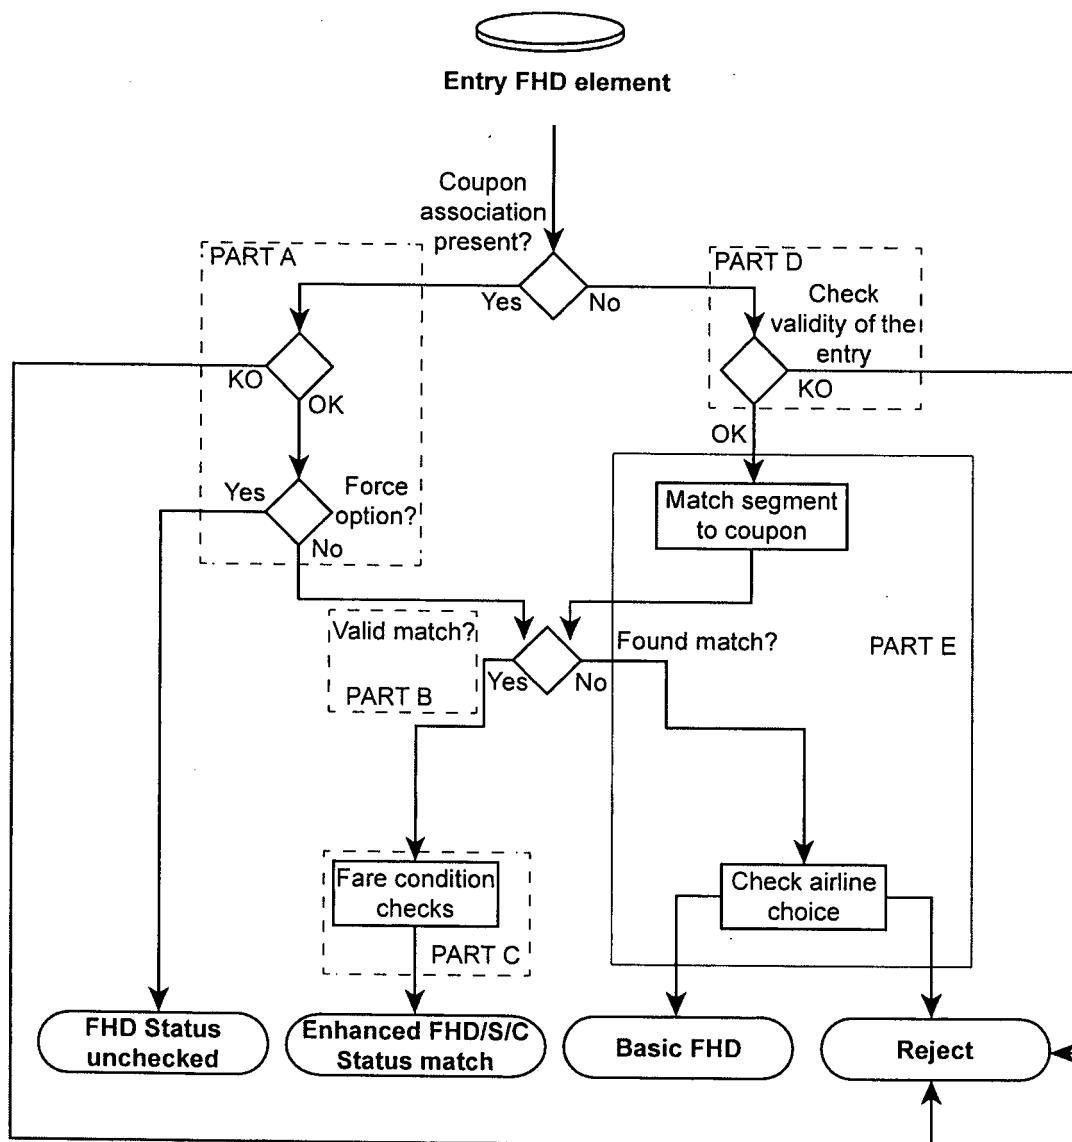 Entry FHD element
Coupon
association
present?
PART A
PART D
Yes
No
Check
validity of the
entry
KO
OK
KO
OK
Yes
Force
option?
No
Match segment
to coupon
Valid match?
Found match?
PART E
Yes
No
PART B
Fare condition
checks
Check airline
choice
PART C
FHD Status
unchecked
Enhanced FHD/S/C
Status match
Basic FHD
Reject